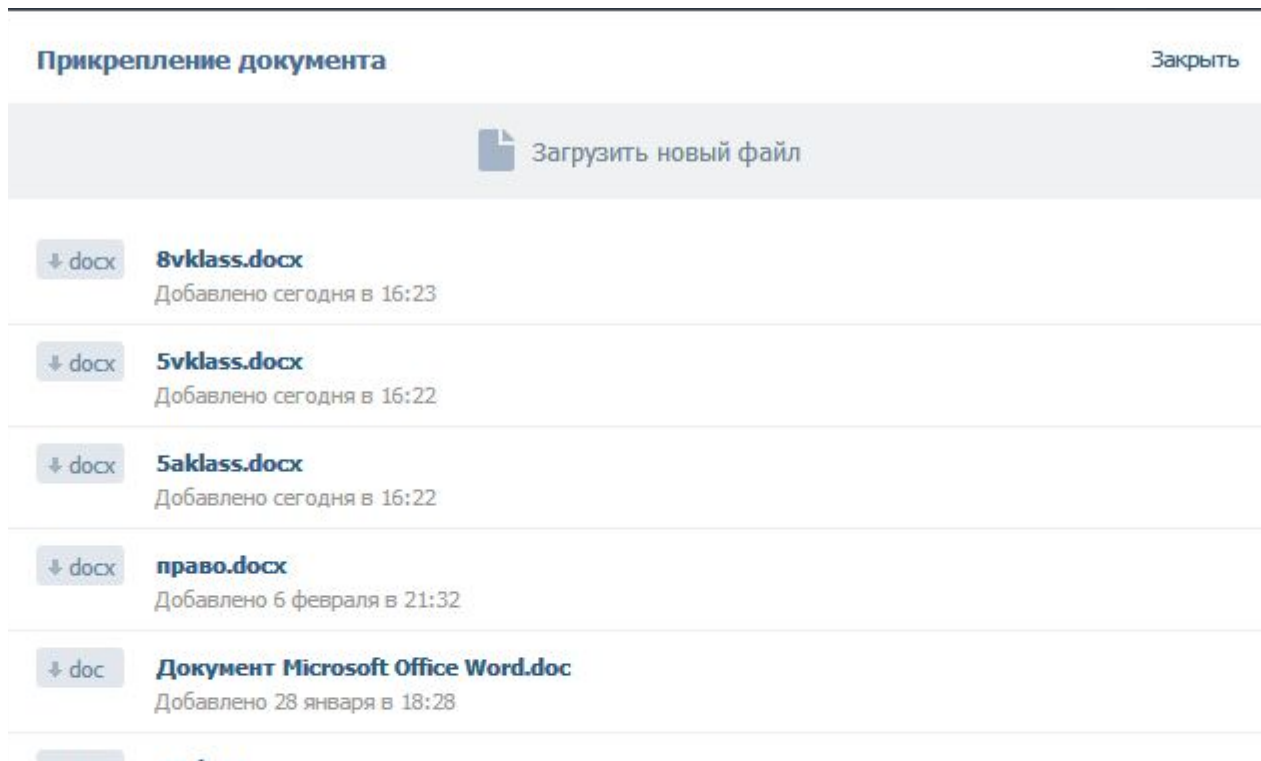 Прикрепление документа
Закрыть
Загрузить новый файл
docx 8vklass.docx
Добавлено сегодня в 16:23
docx 5vklass.docx
Добавлено сегодня в 16:22
docx 5aklass.docx
Добавлено сегодня в 16:22
docx право.docx
Добавлено 6 февраля в 21:32
doc Документ Microsoft Office Word.doc
Добавлено 28 января в 18:28